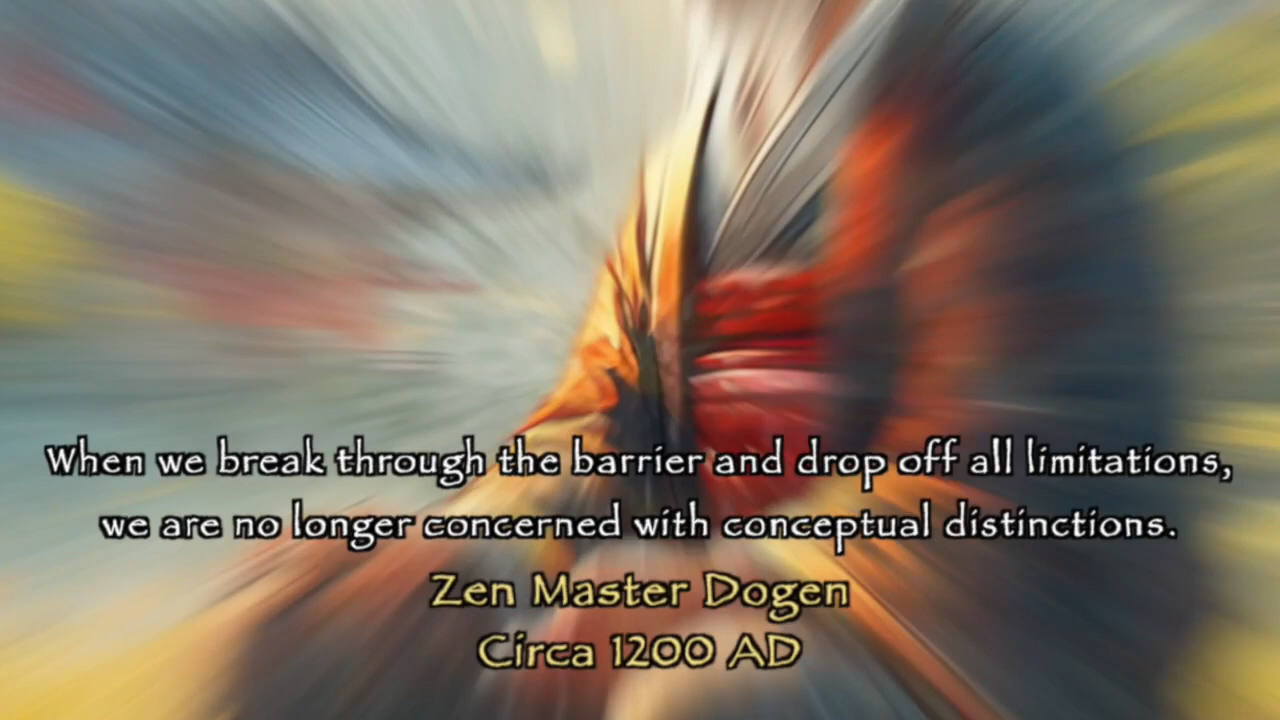 When we break through the barrier and drop off all limitations,
we are no longer concerned with conceptual distinctions.
Zen Master Dogen
Circa 1200 AD